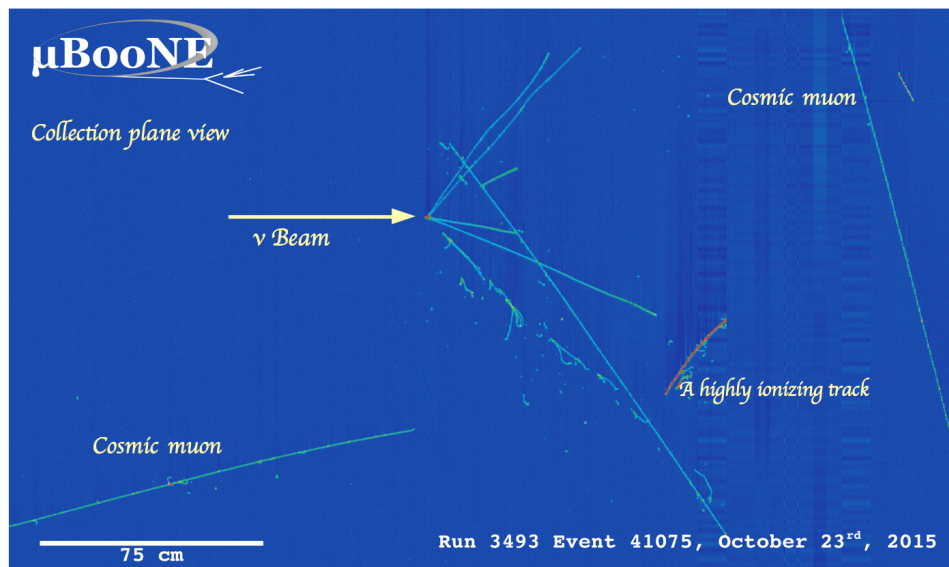 µBooNE
Collection plane view
Cosmic muon
ν Beam
A highly ionizing track
Cosmic muon
75 cm
Run 3493 Event 41075, October 23rd, 2015